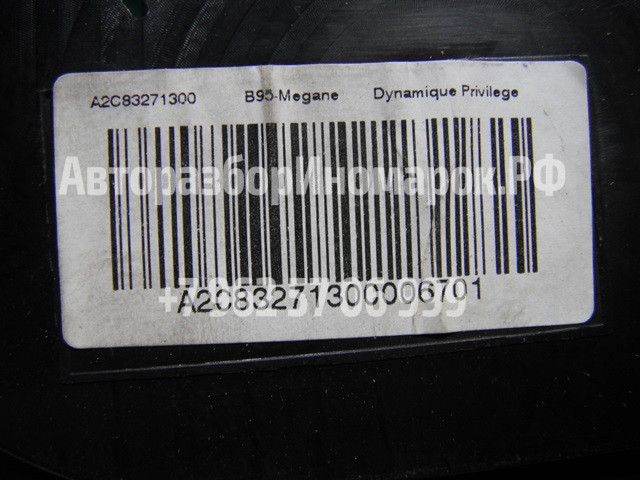 A2C83271300 B95-Megane Dynamique Privilege
АвторазборИномарок.РФ
A2C83271300006701